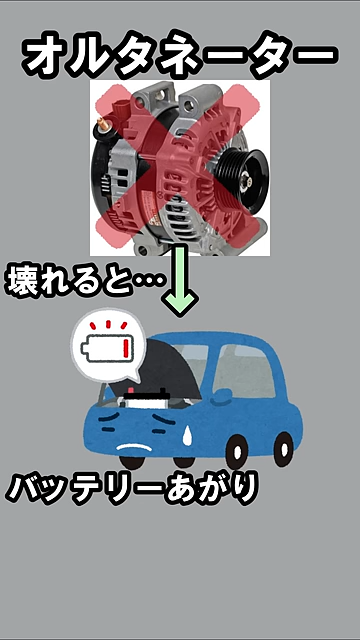 オルタネーター
壊れると…
バッテリーあがり